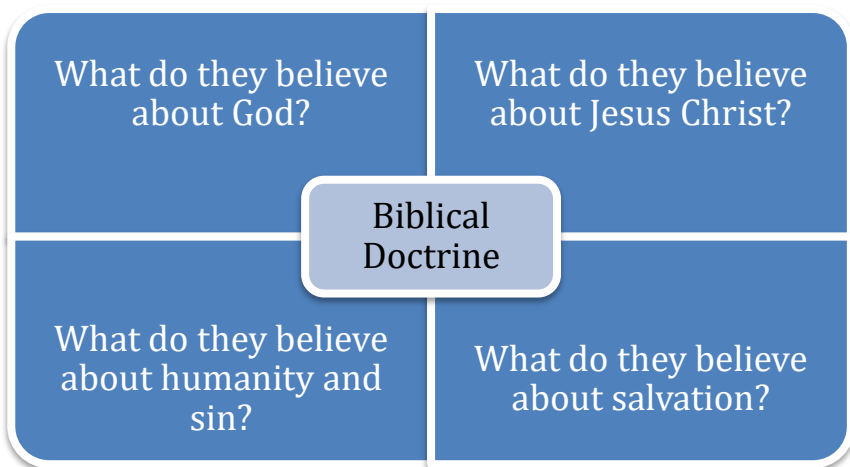 What do they believe
about God?
What do they believe
about Jesus Christ?
Biblical
Doctrine
What do they believe
about humanity and
sin?
What do they believe
about salvation?